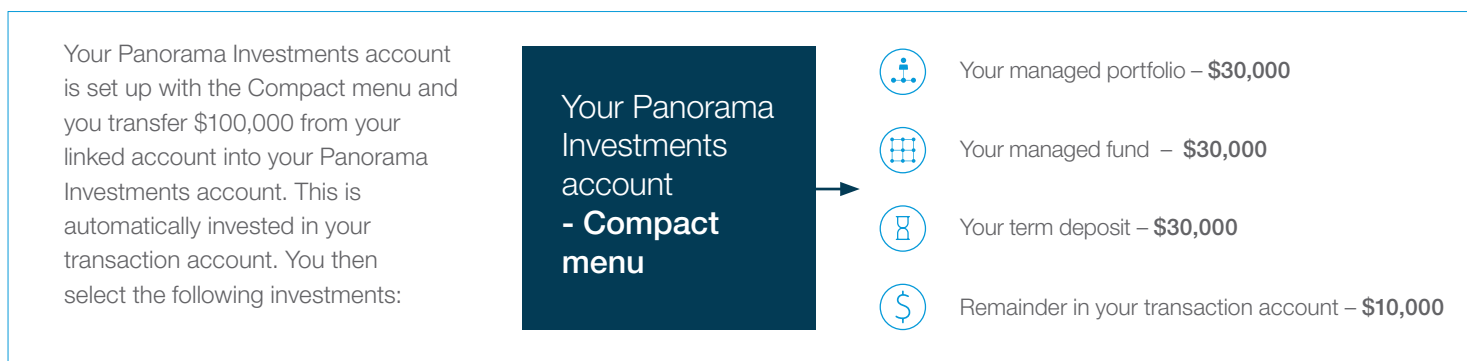 Your Panorama Investments account
is set up with the Compact menu and
you transfer $100,000 from your
linked account into your Panorama
Investments account. This is
automatically invested in your
transaction account. You then
select the following investments:
Your Panorama
Investments
account
- Compact
menu
Your managed portfolio – $30,000
Your managed fund – $30,000
Your term deposit – $30,000
Remainder in your transaction account – $10,000